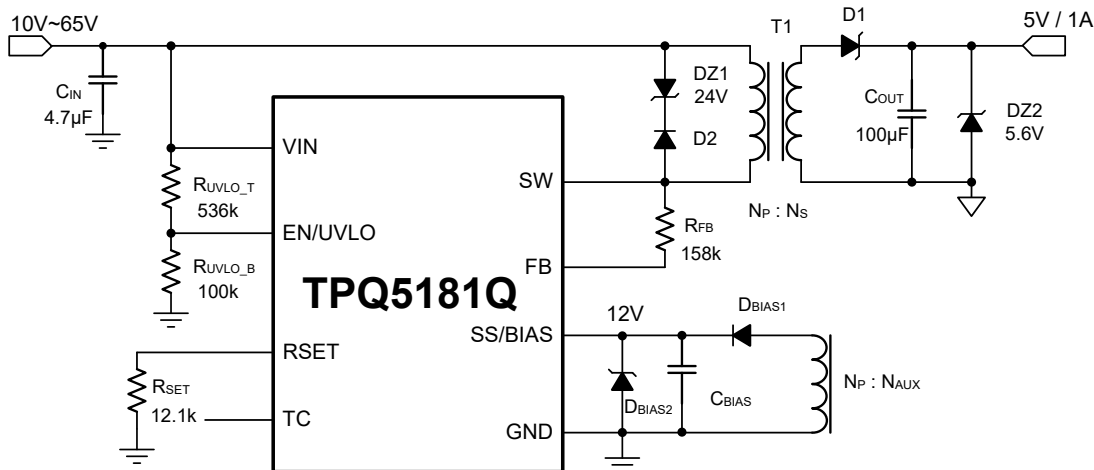 10V~65V
T1
D1
5V / 1A
CIN
4.7µF
DZ1
24V
COUT
100µF
DZ2
5.6V
VIN
D2
SW
RUVLO_T
536k
NP : NS
RFB
158k
EN/UVLO
FB
RUVLO_B
100k
TPQ5181Q
DBIAS1
12V
SS/BIAS
RSET
RSET
12.1k
NP : NAUX
DBIAS2
CBIAS
TC
GND